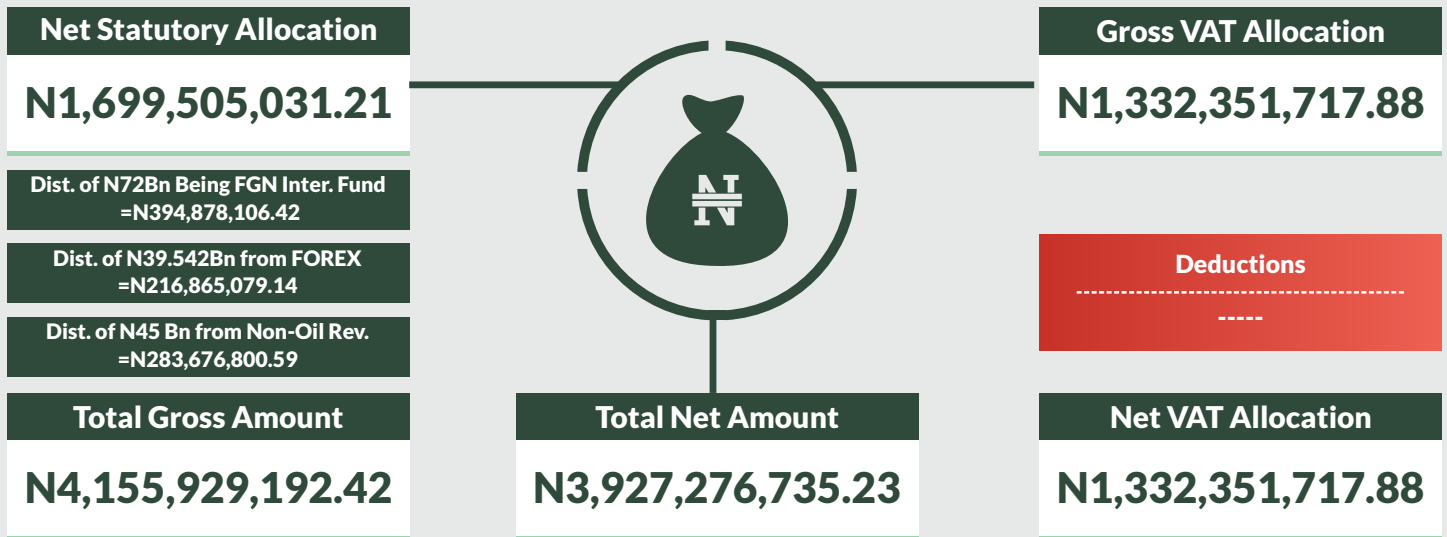 Net Statutory Allocation
N1,699,505,031.21
Dist. of N72Bn Being FGN Inter. Fund
=N394,878,106.42
Dist. of N39.542Bn from FOREX
=N216,865,079.14
Dist. of N45 Bn from Non-Oil Rev.
=N283,676,800.59
Total Gross Amount
N4,155,929,192.42
₦
Total Net Amount
N3,927,276,735.23
Gross VAT Allocation
N1,332,351,717.88
Deductions
--------------------------------------------
-----
Net VAT Allocation
N1,332,351,717.88